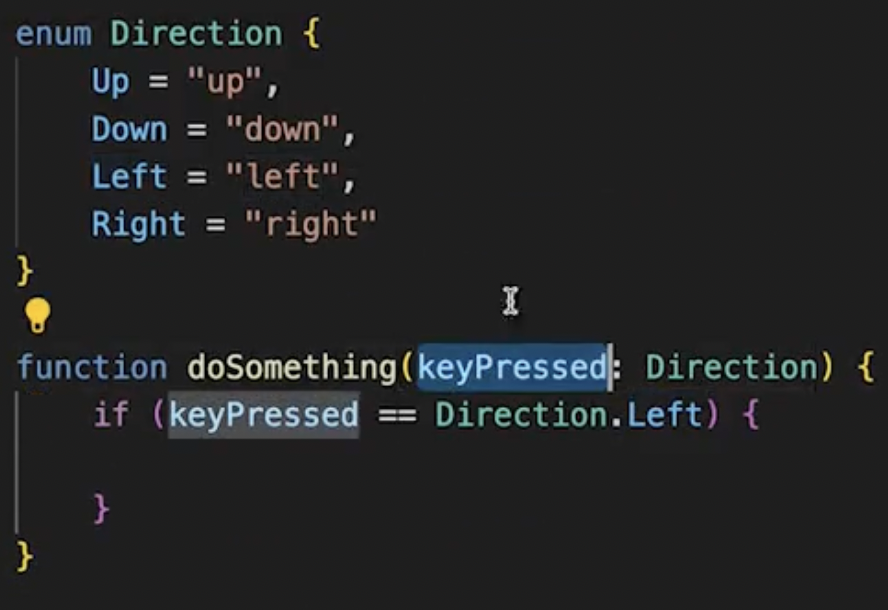 enum Direction {
    Up = "up",
    Down = "down",
    Left = "left",
    Right = "right"
}
function doSomething(keyPressed: Direction) {
    if (keyPressed == Direction.Left) {
    }
}